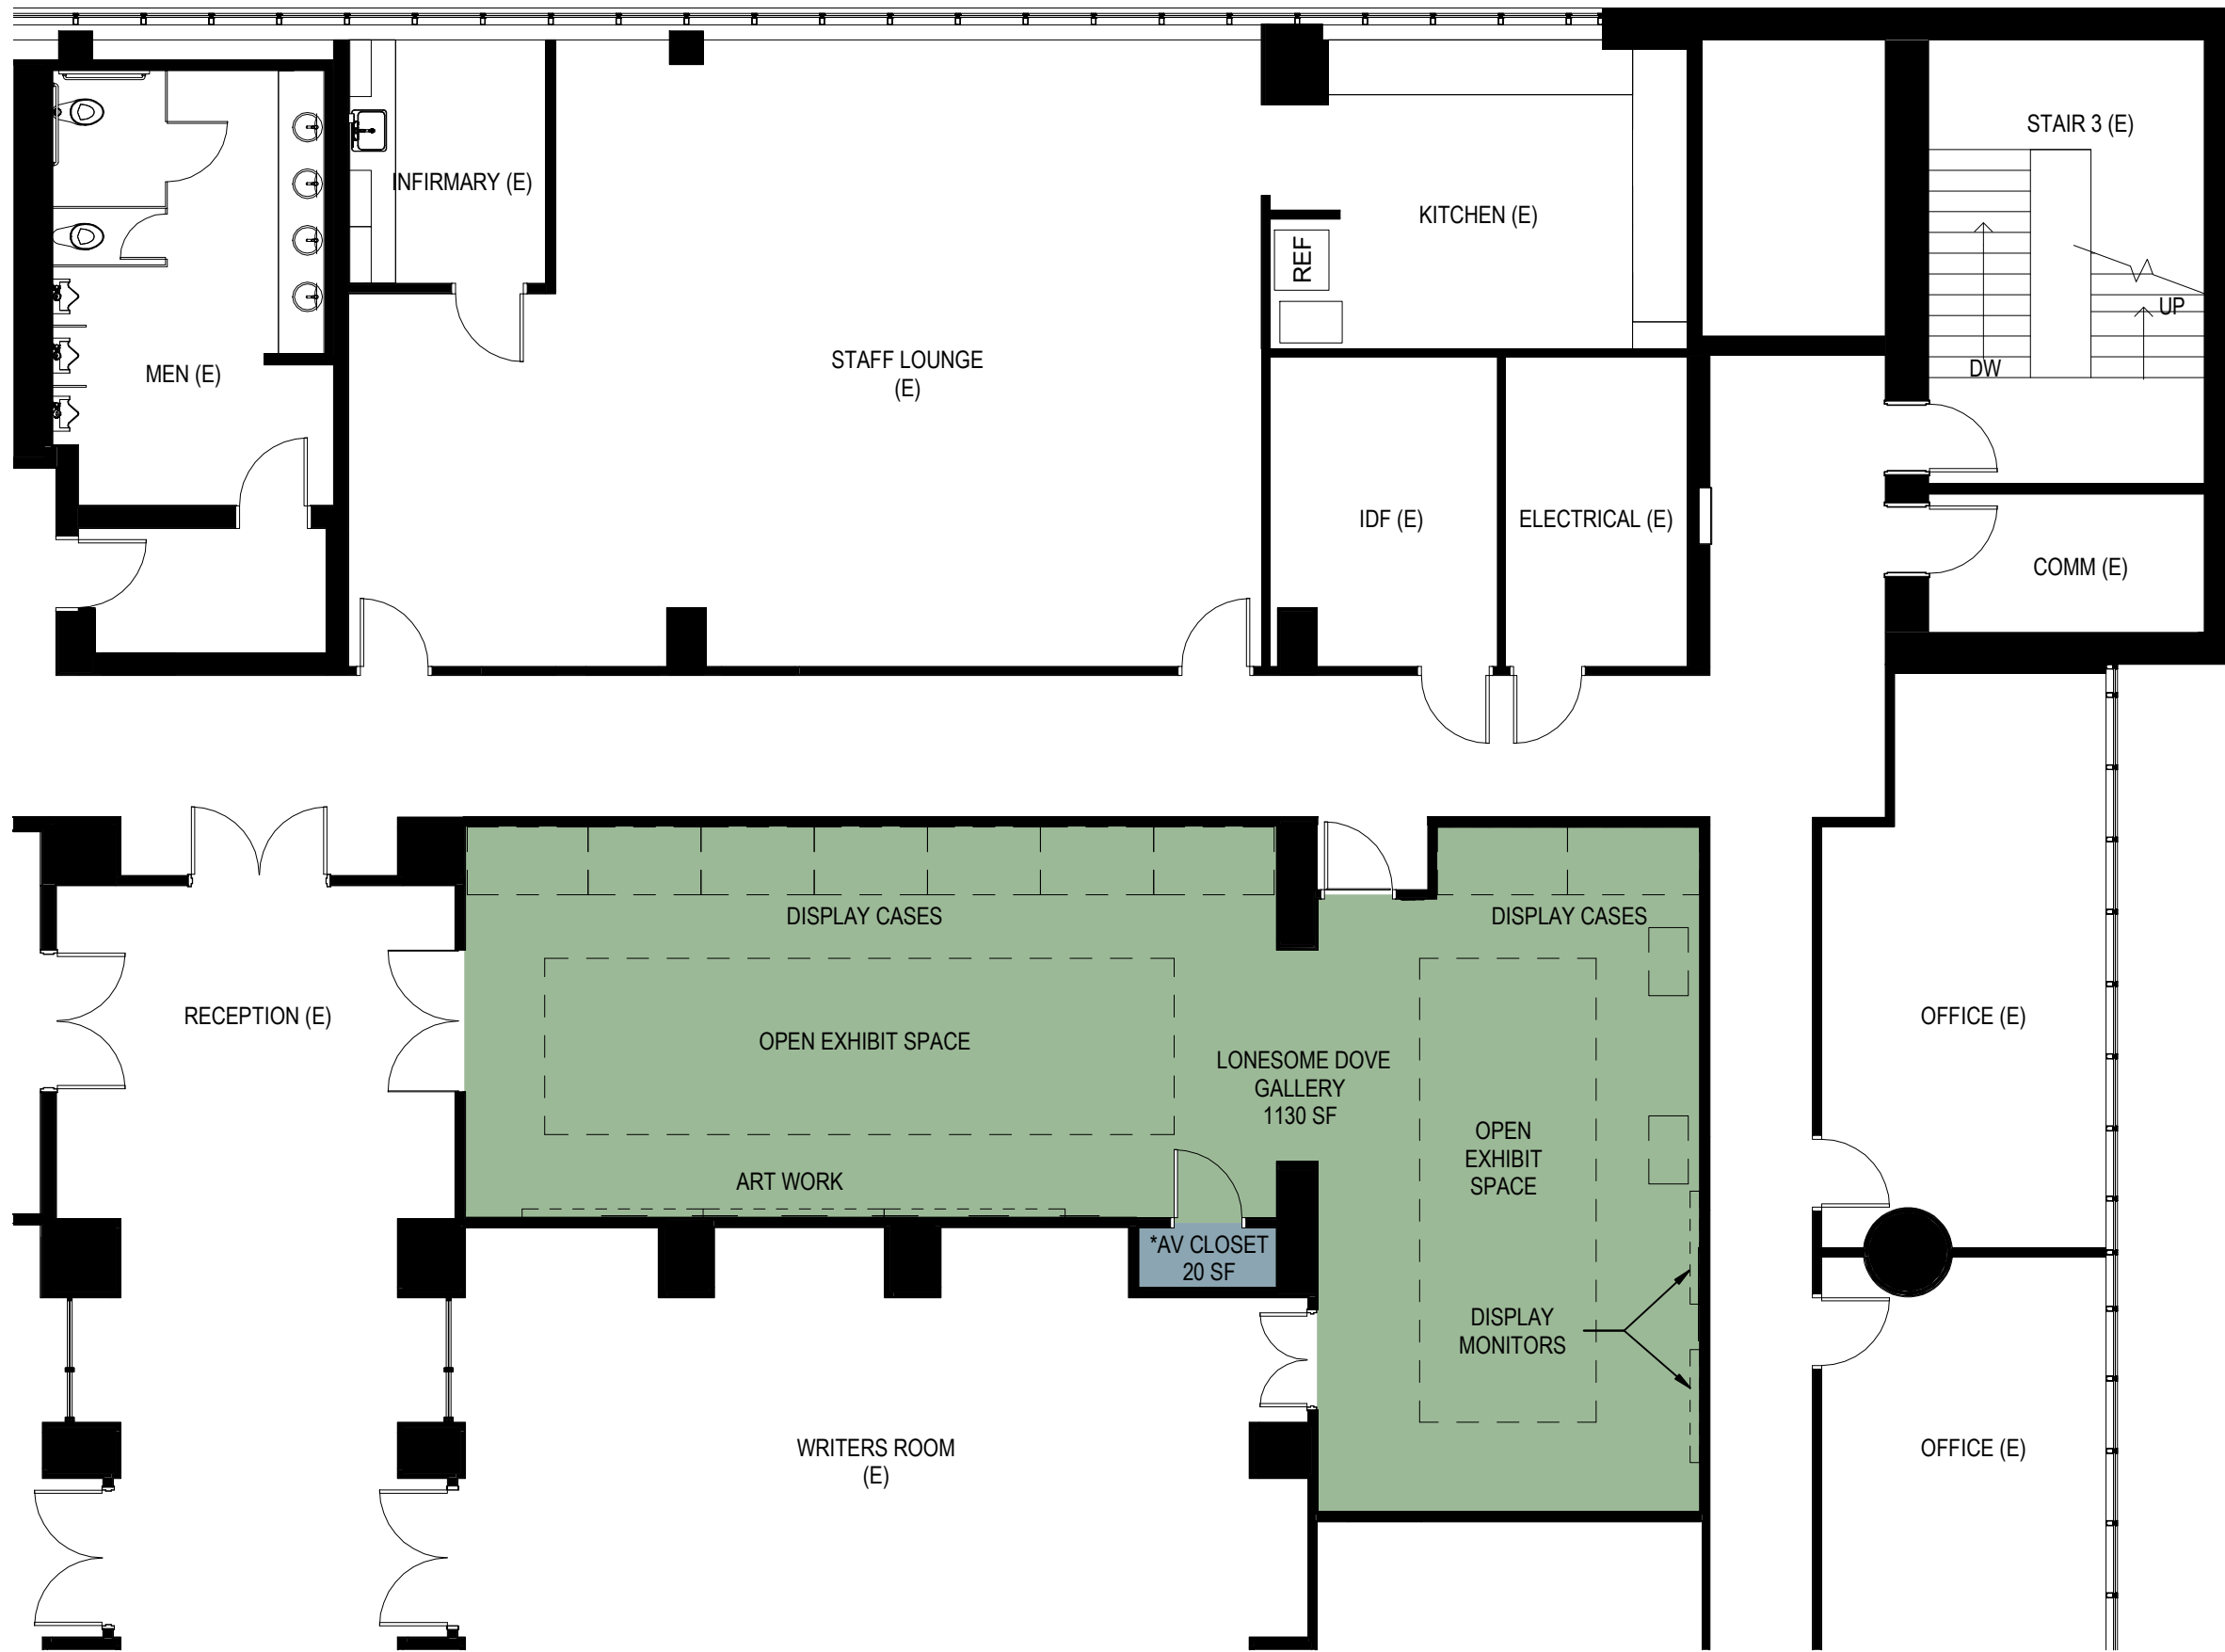 STAIR 3 (E)
INFIRMARY (E)
KITCHEN (E)
REF
UP
STAFF LOUNGE
(E)
MEN (E)
DW
IDF (E)
ELECTRICAL (E)
COMM (E)
DISPLAY CASES
DISPLAY CASES
RECEPTION (E)
OFFICE (E)
OPEN EXHIBIT SPACE
LONESOME DOVE
GALLERY
1130 SF
OPEN
EXHIBIT
SPACE
ART WORK
*AV CLOSET
20 SF
DISPLAY
MONITORS
WRITERS ROOM
(E)
OFFICE (E)